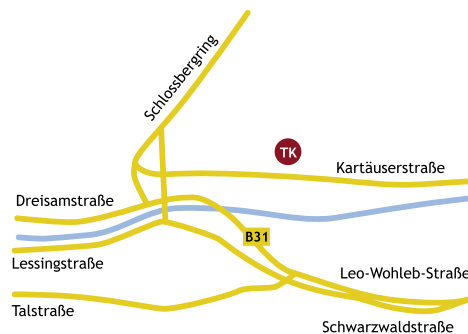 Schlossbergring
TK
Kartäuserstraße
Dreisamstraße
B31
Lessingstraße
Leo-Wohleb-Straße
Talstraße
Schwarzwaldstraße